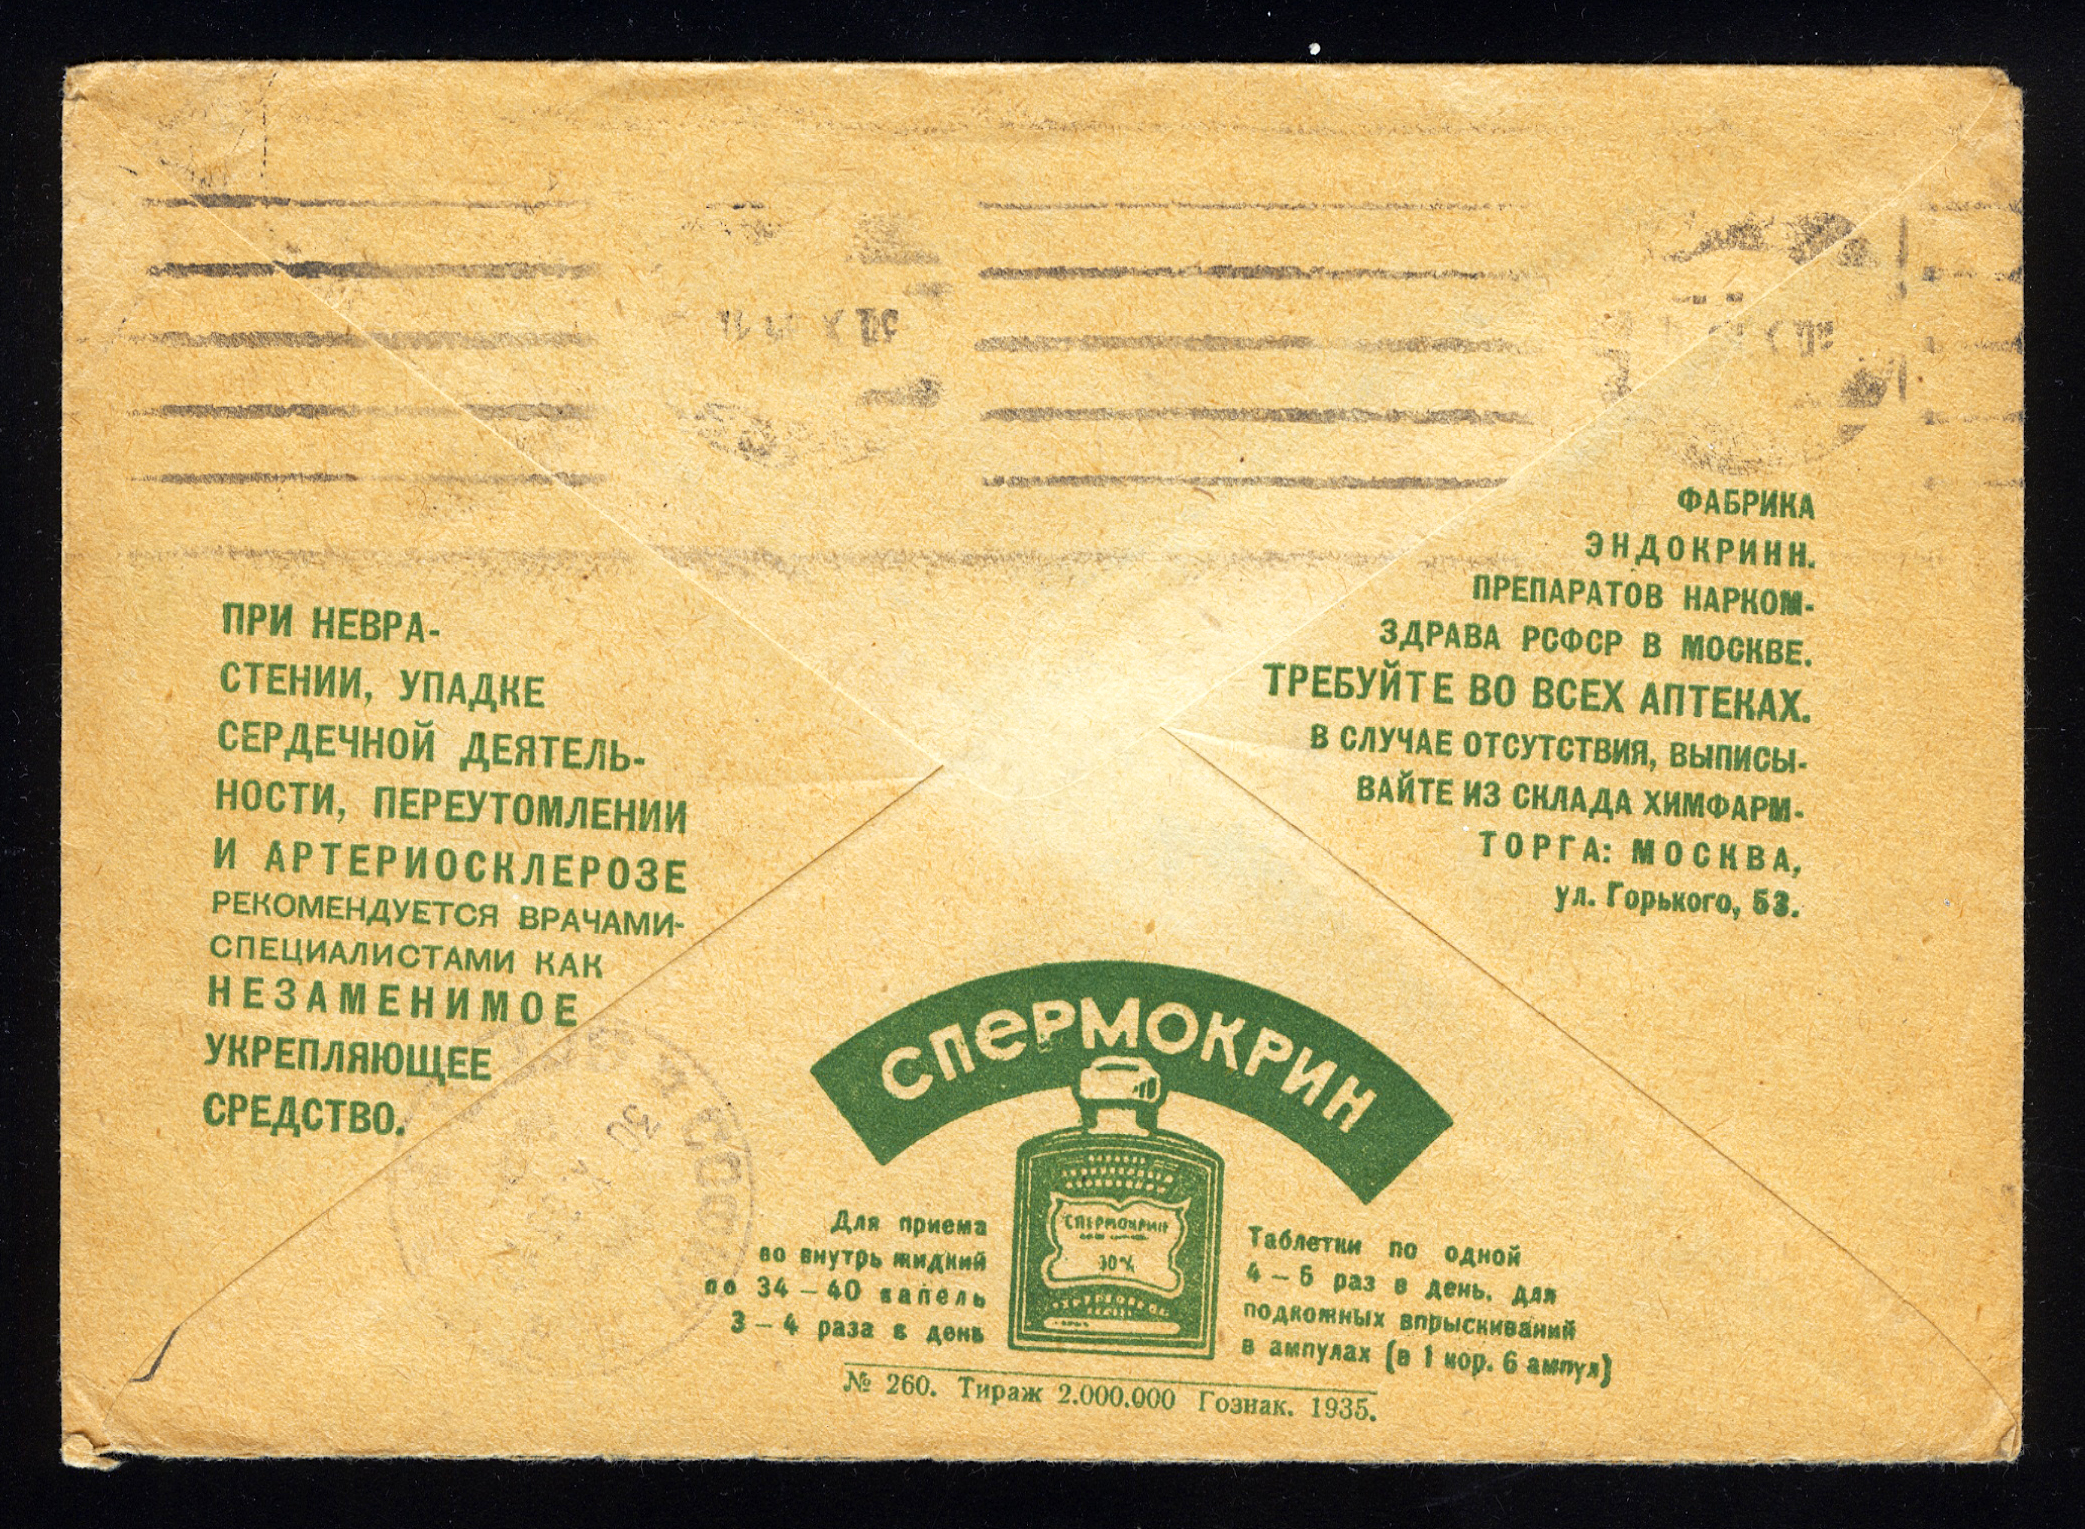 ПРИ НЕВРА-
СТЕНИИ, УПАДКЕ
СЕРДЕЧНОЙ ДЕЯТЕЛЬ-
НОСТИ, ПЕРЕУТОМЛЕНИИ
И АРТЕРИОСКЛЕРОЗЕ
РЕКОМЕНДУЕТСЯ ВРАЧАМИ-
СПЕЦИАЛИСТАМИ КАК
НЕЗАМЕНИМОЕ
УКРЕПЛЯЮЩЕЕ
СРЕДСТВО.
ФАБРИКА
ЭНДОКРИНН.
ПРЕПАРАТОВ НАРКОМ-
ЗДРАВА РСФСР В МОСКВЕ.
ТРЕБУЙТЕ ВО ВСЕХ АПТЕКАХ.
В СЛУЧАЕ ОТСУТСТВИЯ, ВЫПИСЫ-
ВАЙТЕ ИЗ СКЛАДА ХИМФАРМ-
ТОРГА: МОСКВА,
ул. Горького, 53.
СПЕРМОКРИН
СПЕРМОКРИН
Для приема
во внутрь жидкий
по 34 – 40 капель
3 – 4 раза в день
Таблетки по одной
4 – 6 раз в день, для
подкожных впрыскиваний
в ампулах (в 1 кор. 6 ампул)
№ 260. Тираж 2.000.000 Гознак. 1935.